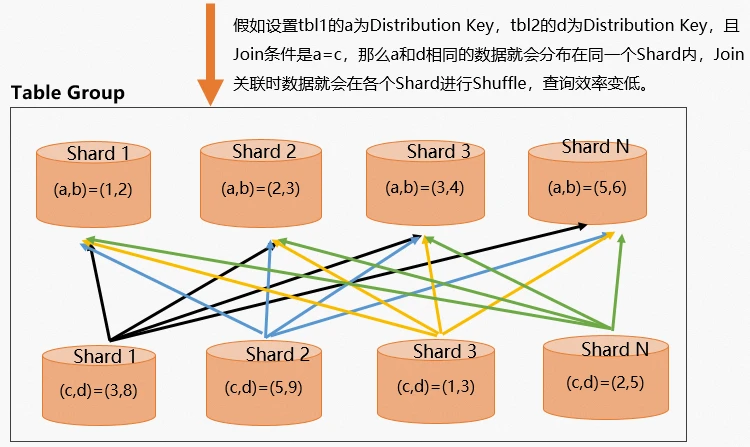 假如设置tbl1的a为Distribution Key，tbl2的d为Distribution Key，且
Join条件是a=c，那么a和d相同的数据就会分布在同一个Shard内，Join
关联时数据就会在各个Shard进行Shuffle，查询效率变低。
Table Group
Shard 1
(a,b)=(1,2)
Shard 2
(a,b)=(2,3)
Shard 3
(a,b)=(3,4)
Shard N
(a,b)=(5,6)
Shard 1
(c,d)=(3,8)
Shard 2
(c,d)=(5,9)
Shard 3
(c,d)=(1,3)
Shard N
(c,d)=(2,5)